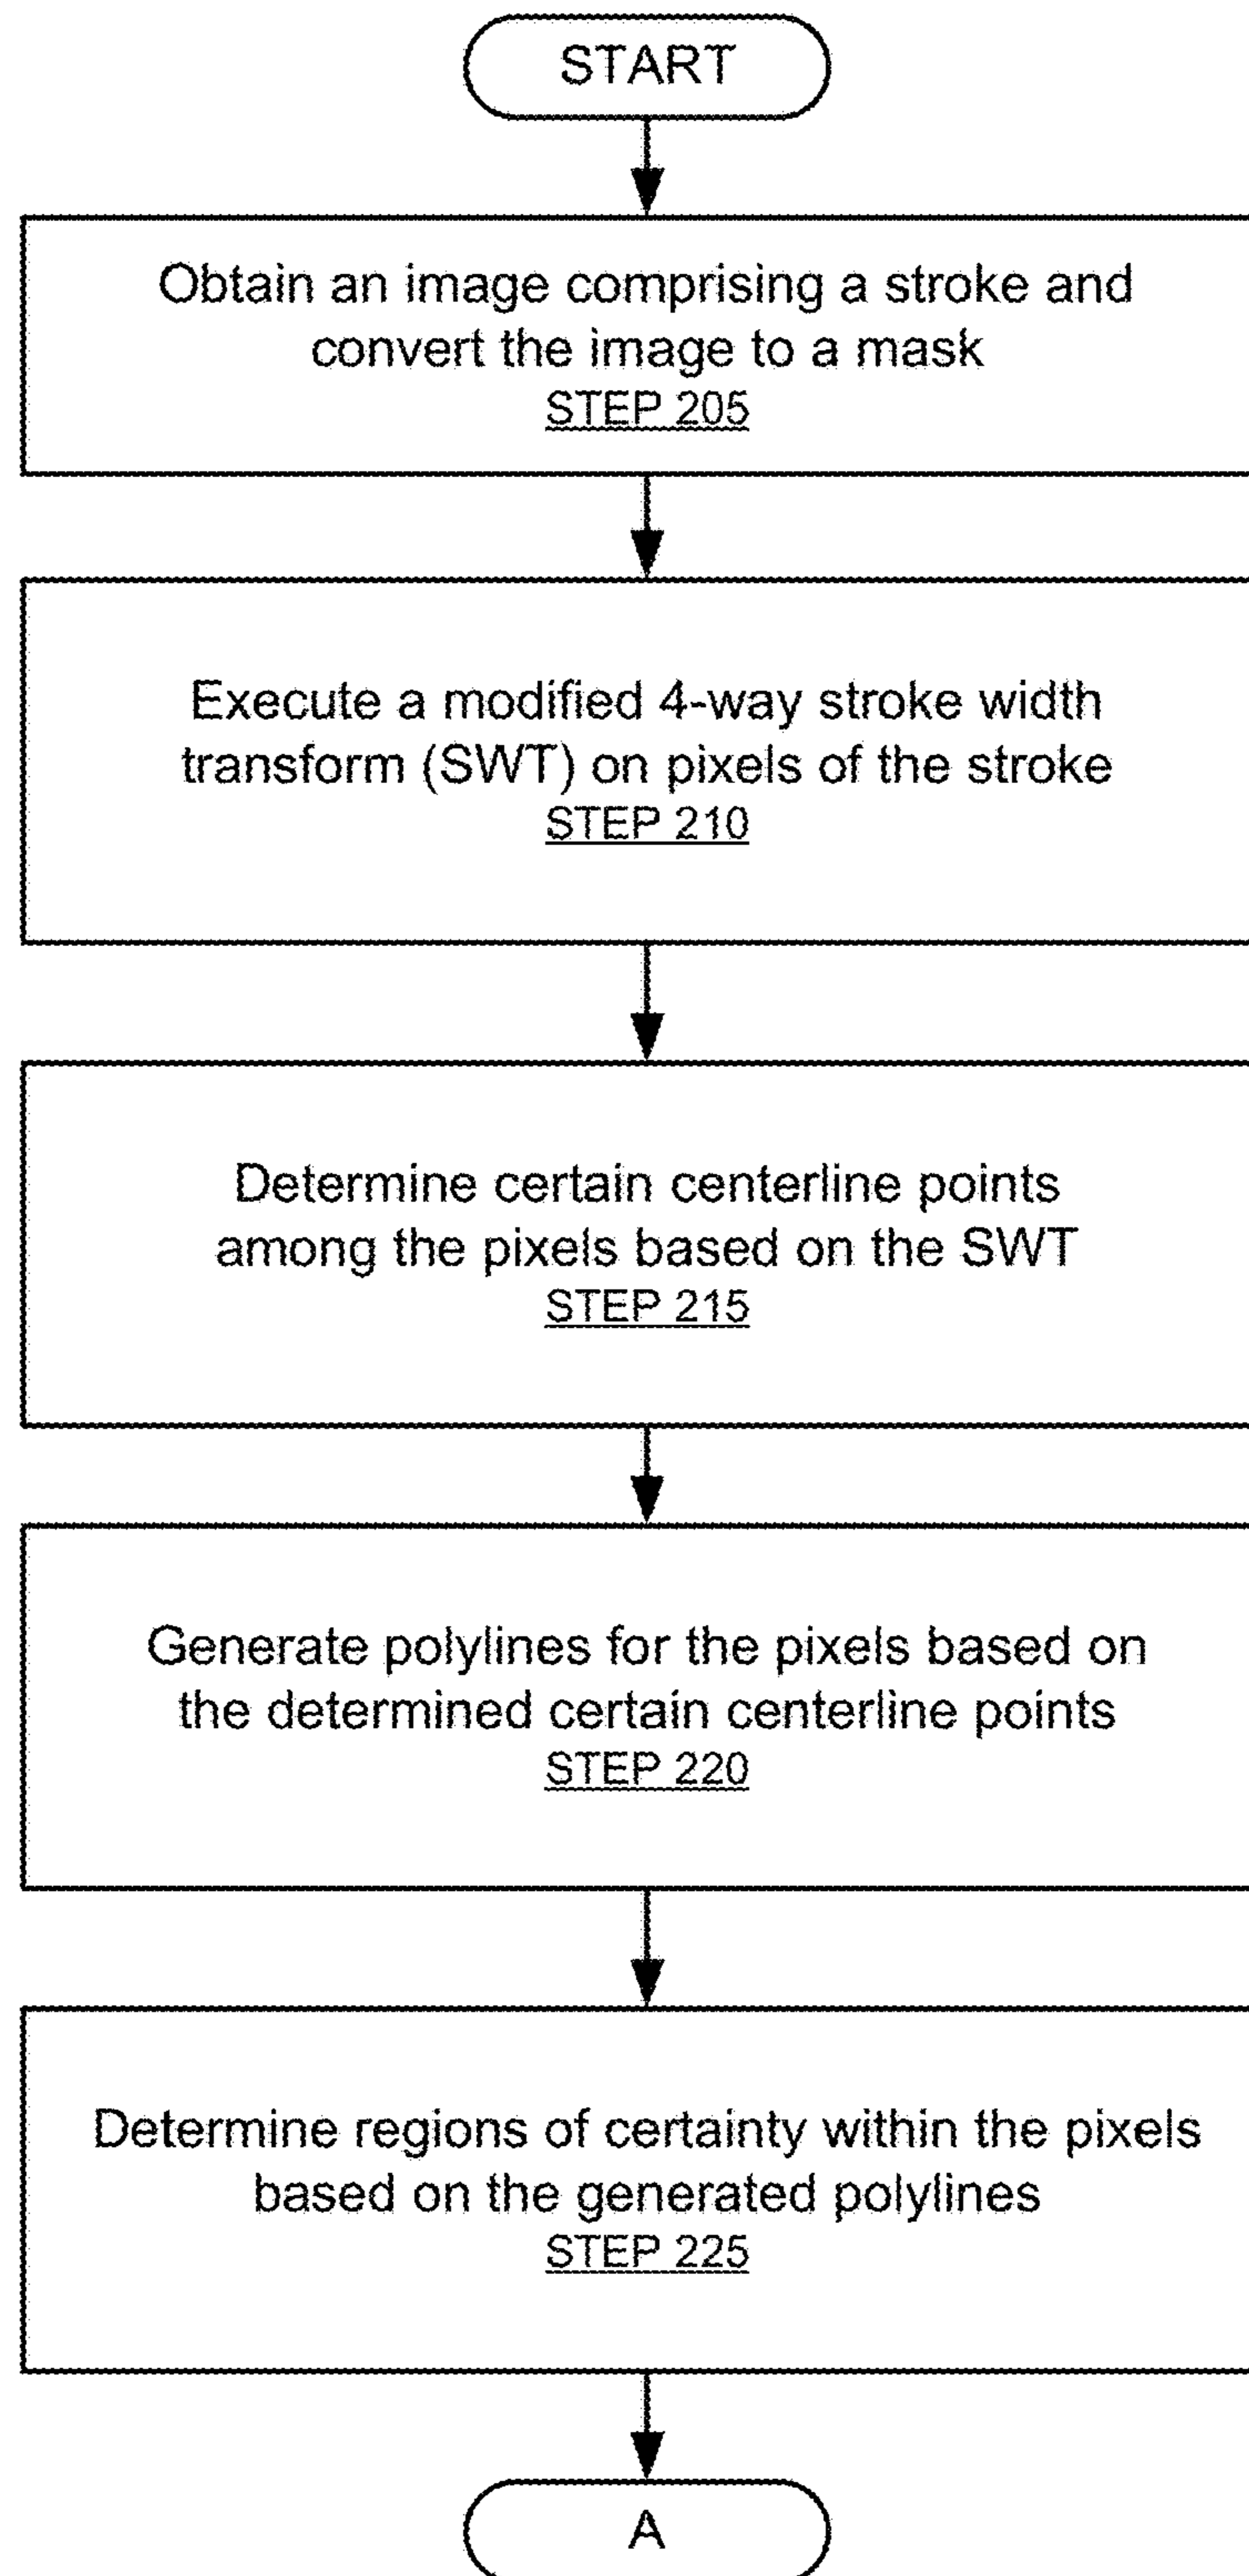 START
Obtain an image comprising a stroke and
convert the image to a mask
STEP 205
Execute a modified 4-way stroke width
transform (SWT) on pixels of the stroke
STEP 210
Determine certain centerline points
among the pixels based on the SWT
STEP 215
Generate polylines for the pixels based on
the determined certain centerline points
STEP 220
Determine regions of certainty within the pixels
based on the generated polylines
STEP 225
A